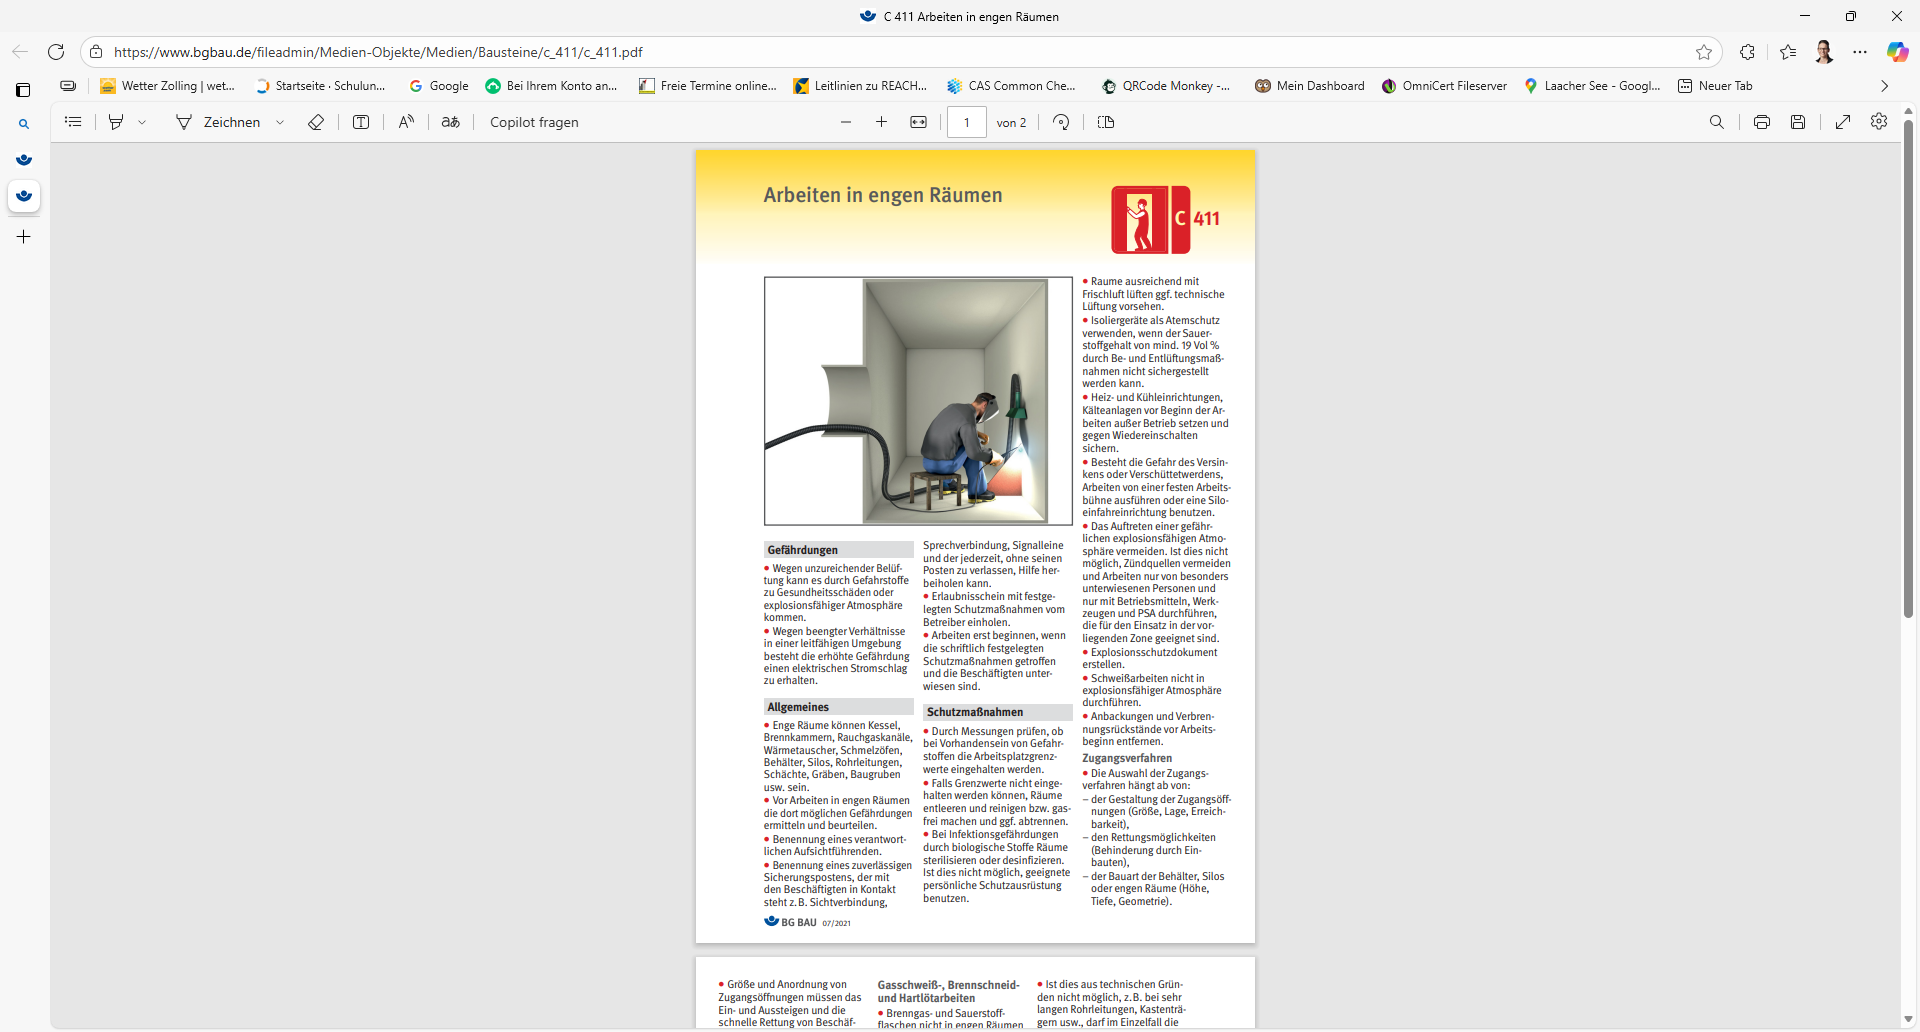 C 411 Arbeiten in engen Räumen
https://www.bgbau.de/fileadmin/Medien-Objekte/Medien/Bausteine/c_411/c_411.pdf
Wetter Zolling | wet...
Startseite · Schulun...
Google
Bei Ihrem Konto an...
Freie Termine online...
Leitlinien zu REACH...
CAS Common Che...
QRCode Monkey -...
Mein Dashboard
OmniCert Fileserver
Laacher See - Googl...
Neuer Tab
Zeichnen
Copilot fragen
1
von 2
Arbeiten in engen Räumen
C 411
Gefährdungen
● Wegen unzureichender Belüf-
tung kann es durch Gefahrstoffe
zu Gesundheitsschäden oder
explosionsfähiger Atmosphäre
kommen.
● Wegen beengter Verhältnisse
in einer leitfähigen Umgebung
besteht die erhöhte Gefährdung
einen elektrischen Stromschlag
zu erhalten.
Allgemeines
● Enge Räume können Kessel,
Brennkammern, Rauchgaskanäle,
Wärmetauscher, Schmelzöfen,
Behälter, Silos, Rohrleitungen,
Schächte, Gräben, Baugruben
usw. sein.
● Vor Arbeiten in engen Räumen
die dort möglichen Gefährdungen
ermitteln und beurteilen.
● Benennung eines verantwort-
lichen Aufsichtführenden.
● Benennung eines zuverlässigen
Sicherungspostens, der mit
den Beschäftigten in Kontakt
steht z. B. Sichtverbindung,
Sprechverbindung, Signalleine
und der jederzeit, ohne seinen
Posten zu verlassen, Hilfe her-
beiholen kann.
● Erlaubnisschein mit festge-
legten Schutzmaßnahmen vom
Betreiber einholen.
● Arbeiten erst beginnen, wenn
die schriftlich festgelegten
Schutzmaßnahmen getroffen
und die Beschäftigten unter-
wiesen sind.
Schutzmaßnahmen
● Durch Messungen prüfen, ob
bei Vorhandensein von Gefahr-
stoffen die Arbeitsplatzgrenz-
werte eingehalten werden.
● Falls Grenzwerte nicht einge-
halten werden können, Räume
entleeren und reinigen bzw. gas-
frei machen und ggf. abtrennen.
● Bei Infektionsgefährdungen
durch biologische Stoffe Räume
sterilisieren oder desinfizieren.
Ist dies nicht möglich, geeignete
persönliche Schutzausrüstung
benutzen.
● Räume ausreichend mit
Frischluft lüften ggf. technische
Lüftung vorsehen.
● Isoliergeräte als Atemschutz
verwenden, wenn der Sauer-
stoffgehalt von mind. 19 Vol %
durch Be- und Entlüftungsmaß-
nahmen nicht sichergestellt
werden kann.
● Heiz- und Kühleinrichtungen,
Kälteanlagen vor Beginn der Ar-
beiten außer Betrieb setzen und
gegen Wiedereinschalten
sichern.
● Besteht die Gefahr des Versin-
kens oder Verschüttetwerdens,
Arbeiten von einer festen Arbeits-
bühne ausführen oder eine Silo-
einfahreinrichtung benutzen.
● Das Auftreten einer gefähr-
lichen explosionsfähigen Atmo-
sphäre vermeiden. Ist dies nicht
möglich, Zündquellen vermeiden
und Arbeiten nur von besonders
unterwiesenen Personen und
nur mit Betriebsmitteln, Werk-
zeugen und PSA durchführen,
die für den Einsatz in der vor-
liegenden Zone geeignet sind.
● Explosionsschutzdokument
erstellen.
● Schweißarbeiten nicht in
explosionsfähiger Atmosphäre
durchführen.
● Anbackungen und Verbren-
nungsrückstände vor Arbeits-
beginn entfernen.
Zugangsverfahren
● Die Auswahl der Zugangs-
verfahren hängt ab von:
– der Gestaltung der Zugangsöff-
nungen (Größe, Lage, Erreich-
barkeit),
– den Rettungsmöglichkeiten
(Behinderung durch Ein-
bauten),
– der Bauart der Behälter, Silos
oder engen Räume (Höhe,
Tiefe, Geometrie).
BG BAU 07/2021
● Größe und Anordnung von
Zugangsöffnungen müssen das
Ein- und Aussteigen und die
schnelle Rettung von Beschäf-
Gasschweiß-, Brennschneid-
und Hartlötarbeiten
● Brenngas- und Sauerstoff-
flaschen nicht in engen Räumen
● Ist dies aus technischen Grün-
den nicht möglich, z. B. bei sehr
langen Rohrleitungen, Kastenträ-
gern usw., darf im Einzelfall die